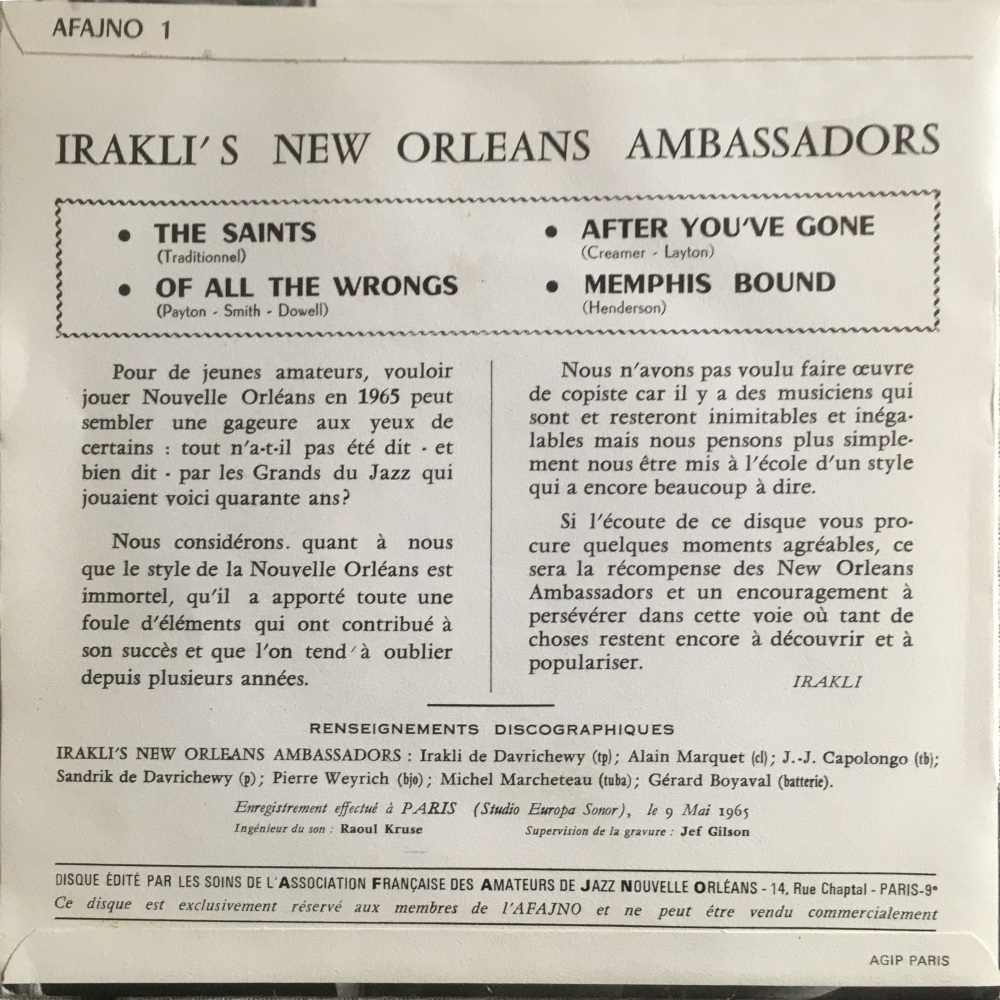 AFAJNO 1
IRAKLI'S NEW ORLEANS AMBASSADORS
• THE SAINTS
(Traditionnel)
• OF ALL THE WRONGS
(Payton - Smith - Dowell)
• AFTER YOU'VE GONE
(Creamer - Layton)
• MEMPHIS BOUND
(Henderson)
Pour de jeunes amateurs, vouloir
jouer Nouvelle Orléans en 1965 peut
sembler une gageure aux yeux de
certains : tout n'a-t-il pas été dit - et
bien dit - par les Grands du Jazz qui
jouaient voici quarante ans?
Nous considérons. quant à nous
que le style de la Nouvelle Orléans est
immortel, qu'il a apporté toute une
foule d'éléments qui ont contribué à
son succès et que l'on tend à oublier
depuis plusieurs années.
Nous n'avons pas voulu faire œuvre
de copiste car il y a des musiciens qui
sont et resteront inimitables et inéga-
lables mais nous pensons plus simple-
ment nous être mis à l'école d'un style
qui a encore beaucoup à dire.
Si l'écoute de ce disque vous pro-
cure quelques moments agréables, ce
sera la récompense des New Orleans
Ambassadors et un encouragement à
persévérer dans cette voie où tant de
choses restent encore à découvrir et à
populariser.
IRAKLI
RENSEIGNEMENTS DISCOGRAPHIQUES
IRAKLI'S NEW ORLEANS AMBASSADORS : Irakli de Davrichewy (tp); Alain Marquet (cl); J.-J. Capolongo (tb);
Sandrik de Davrichewy (p); Pierre Weyrich (bjo); Michel Marcheteau (tuba); Gérard Boyaval (batterie).
Enregistrement effectué à PARIS (Studio Europa Sonor), le 9 Mai 1965
Ingénieur du son : Raoul Kruse Supervision de la gravure : Jef Gilson
DISQUE ÉDITÉ PAR LES SOINS DE L'ASSOCIATION FRANÇAISE DES AMATEURS DE JAZZ NOUVELLE ORLÉANS - 14, Rue Chaptal - PARIS-9e
Ce disque est exclusivement réservé aux membres de l'AFAJNO et ne peut être vendu commercialement
AGIP PARIS